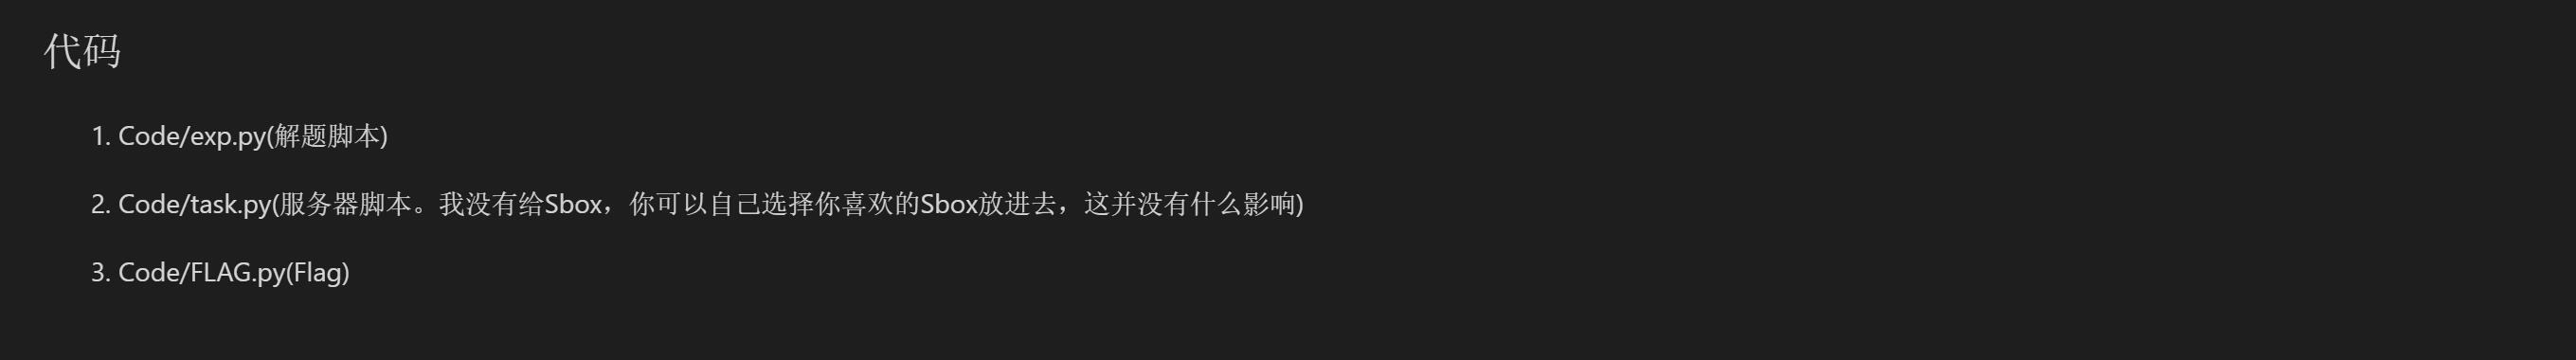 代码
1. Code/exp.py(解题脚本)
2. Code/task.py(服务器脚本。我没有给Sbox，你可以自己选择你喜欢的Sbox放进去，这并没有什么影响)
3. Code/FLAG.py(Flag)